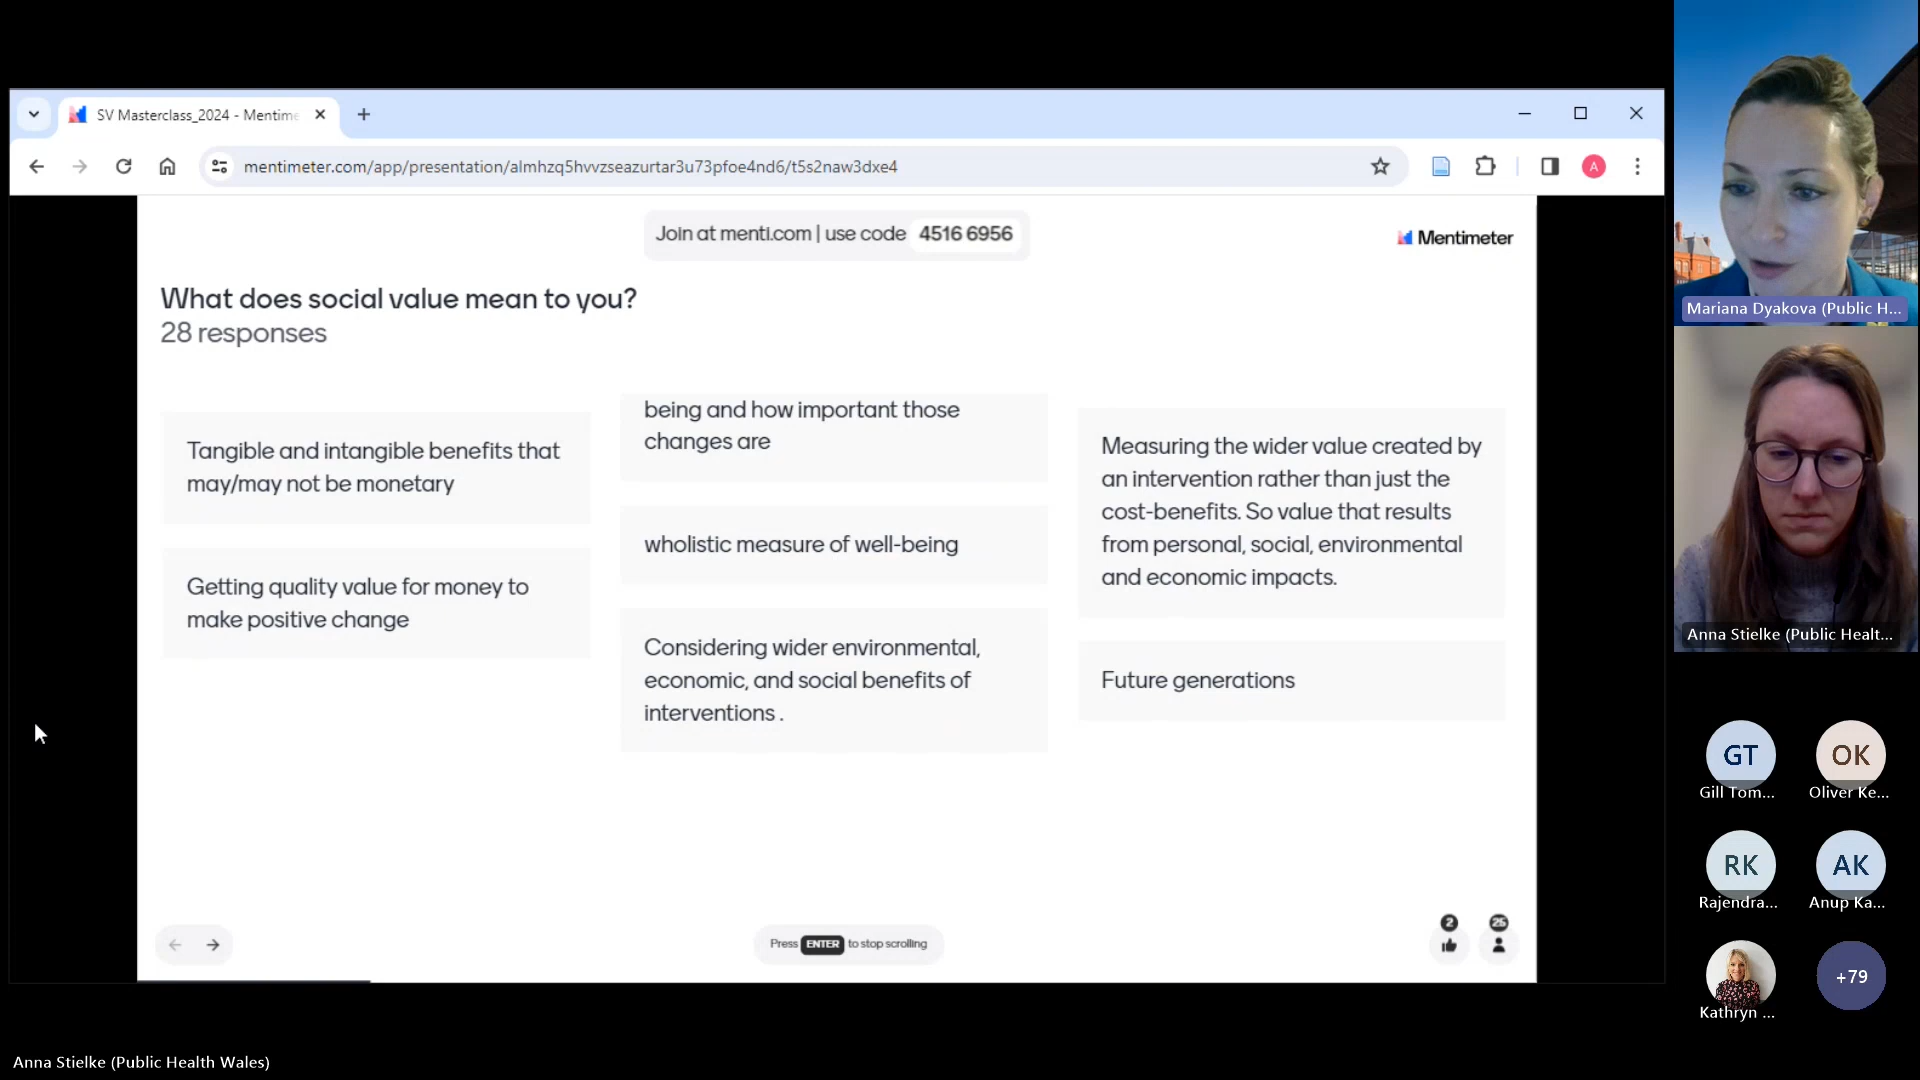 SV Masterclass_2024 - Mentime
mentimeter.com/app/presentation/almhzq5hvvzseazurtar3u73pfoe4nd6/t5s2naw3dxe4
A
Join at menti.com | use code 4516 6956
Mentimeter
What does social value mean to you?
28 responses
Tangible and intangible benefits that
may/may not be monetary
Getting quality value for money to
make positive change
being and how important those
changes are
wholistic measure of well-being
Considering wider environmental,
economic, and social benefits of
interventions .
Measuring the wider value created by
an intervention rather than just the
cost-benefits. So value that results
from personal, social, environmental
and economic impacts.
Future generations
Press ENTER to stop scrolling
2
25
Mariana Dyakova (Public H...
Anna Stielke (Public Healt...
GT
Gill Tom...
OK
Oliver Ke...
RK
Rajendra...
AK
Anup Ka...
Kathryn ...
+79
Anna Stielke (Public Health Wales)